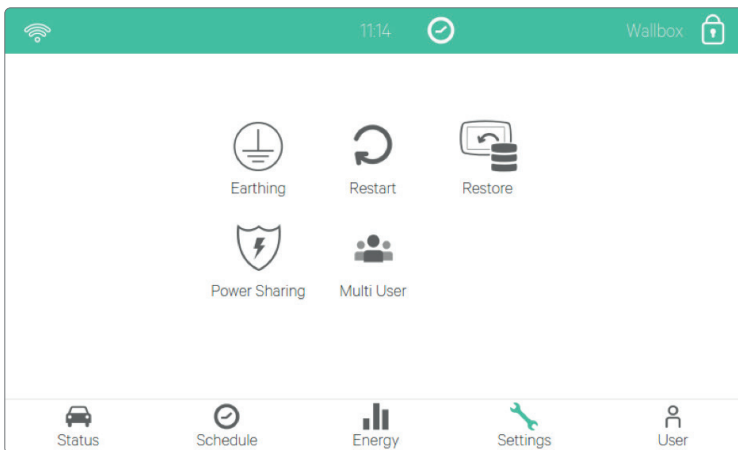 11:14 Wallbox
Earthing Restart Restore
Power Sharing Multi User
Status Schedule Energy Settings User